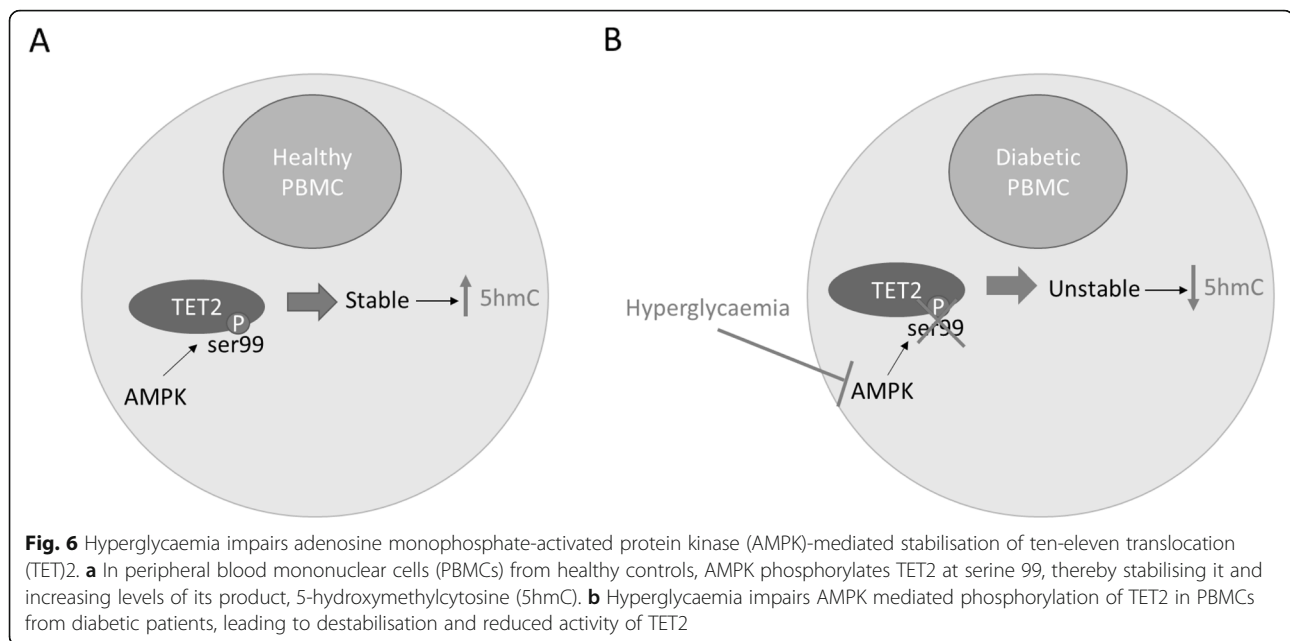 A
B
Healthy
PBMC
TET2
P
ser99
AMPK
Stable
5hmC
Diabetic
PBMC
Hyperglycaemia
TET2
P
ser99
AMPK
Unstable
5hmC
Fig. 6 Hyperglycaemia impairs adenosine monophosphate-activated protein kinase (AMPK)-mediated stabilisation of ten-eleven translocation
(TET)2. a In peripheral blood mononuclear cells (PBMCs) from healthy controls, AMPK phosphorylates TET2 at serine 99, thereby stabilising it and
increasing levels of its product, 5-hydroxymethylcytosine (5hmC). b Hyperglycaemia impairs AMPK mediated phosphorylation of TET2 in PBMCs
from diabetic patients, leading to destabilisation and reduced activity of TET2